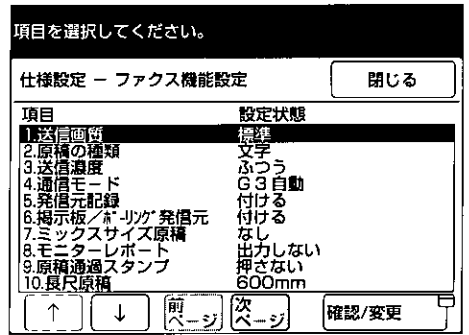 項目を選択してください。
仕様設定 － ファクス機能設定 閉じる
項目 設定状態
1.送信画質 標準
2.原稿の種類 文字
3.送信濃度 ふつう
4.通信モード G3自動
5.発信元記録 付ける
6.掲示板／ﾎﾟｰﾘﾝｸﾞ発信元 付ける
7.ミックスサイズ原稿 なし
8.モニターレポート 出力しない
9.原稿通過スタンプ 押さない
10.長尺原稿 600mm
↑ ↓ 前ページ 次ページ 確認/変更